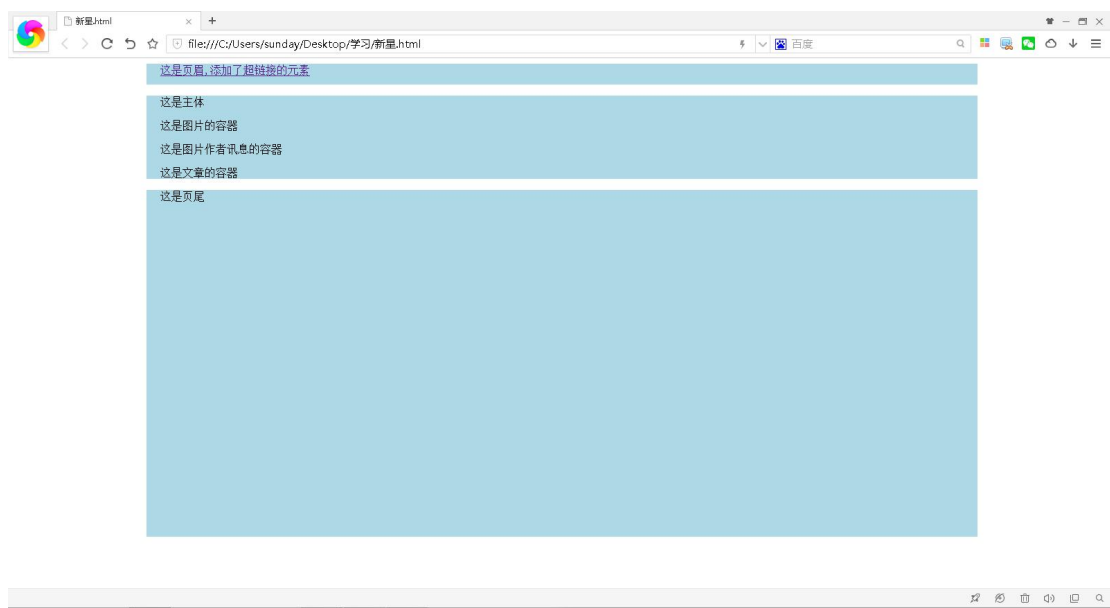 新星.html
file:///C:/Users/sunday/Desktop/学习/新星.html
百度
这是页眉,添加了超链接的元素
这是主体
这是图片的容器
这是图片作者讯息的容器
这是文章的容器
这是页尾